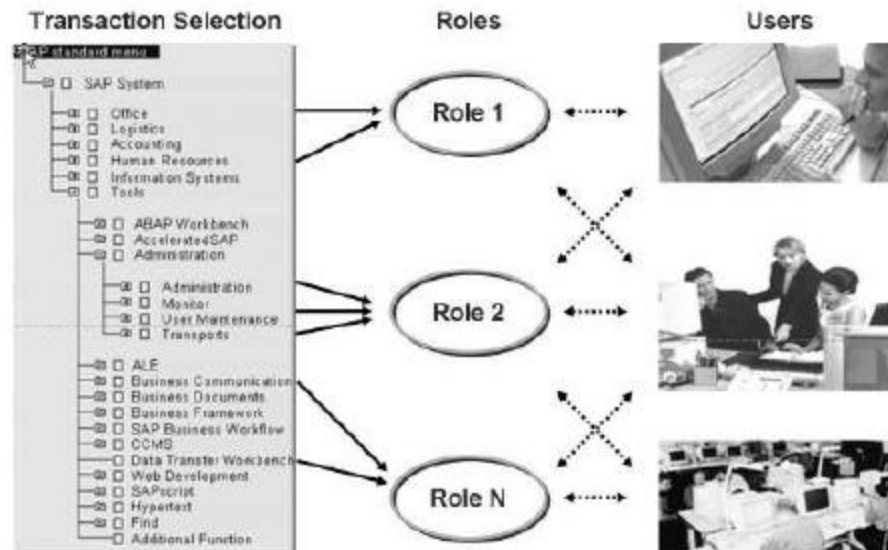 Transaction Selection
Roles
Users
SAP standard menu
SAP System
Office
Logistics
Accounting
Human Resources
Information Systems
Tools
ABAP Workbench
AcceleratedSAP
Administration
Administration
Monitor
User Maintenance
Transports
ALE
Business Communication
Business Documents
Business Framework
SAP Business Workflow
CCMS
Data Transfer Workbench
Web Development
SAPscript
Hypertext
Find
Additional Function
Role 1
Role 2
Role N